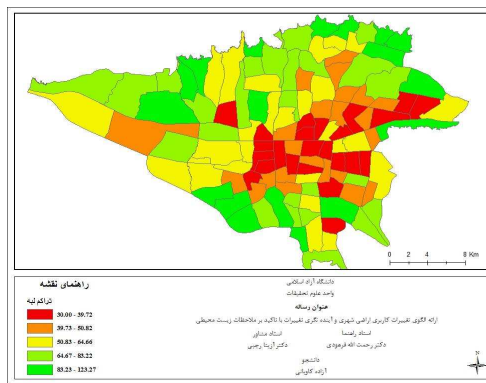 0 2 4 8 Km
راهنمای نقشه
تراکم لبه
30.00 - 39.72
39.73 - 50.82
50.83 - 64.66
64.67 - 83.22
83.23 - 123.27
دانشگاه آزاد اسلامی
واحد علوم تحقیقات
عنوان رساله
ارائه الگوی تغییرات کاربری اراضی شهری و آینده نگری تغییرات با تاکید بر ملاحظات زیست محیطی
استاد راهنما استاد مشاور
دکتر رحمت الله فرهودی دکتر آزیتا رجبی
دانشجو
آزاده کاویانی
N